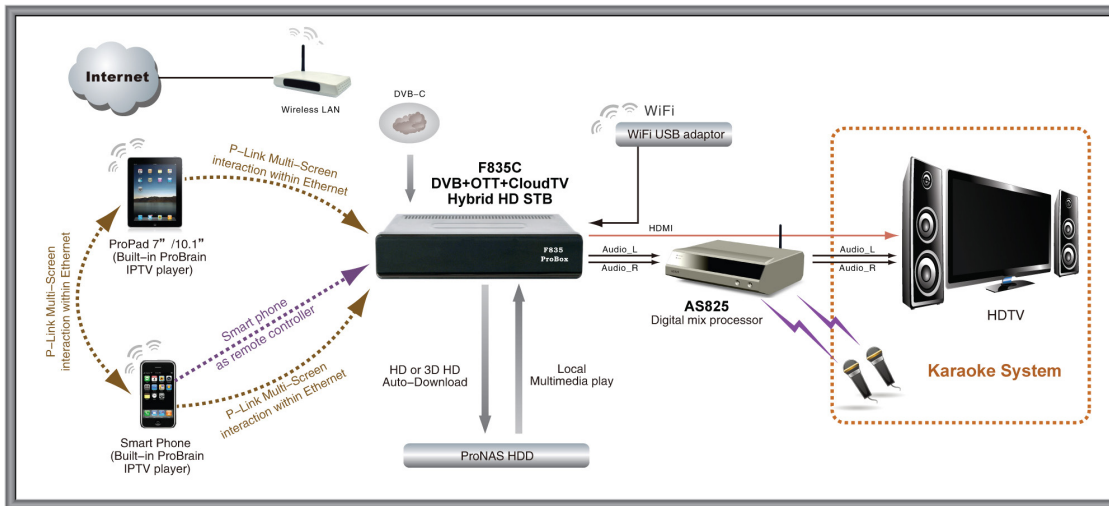 Internet
Wireless LAN
DVB-C
WiFi
WiFi USB adaptor
P-Link Multi-Screen
interaction within Ethernet
F835C
DVB+OTT+CloudTV
Hybrid HD STB
ProPad 7” /10.1”
(Built-in ProBrain
IPTV player)
F835
ProBox
HDMI
Audio_L
Audio_R
AS825
Digital mix processor
Audio_L
Audio_R
HDTV
Karaoke System
P-Link Multi-Screen
interaction within Ethernet
Smart phone
as remote controller
P-Link Multi-Screen
interaction within Ethernet
HD or 3D HD
Auto-Download
Local
Multimedia play
Smart Phone
(Built-in ProBrain
IPTV player)
ProNAS HDD